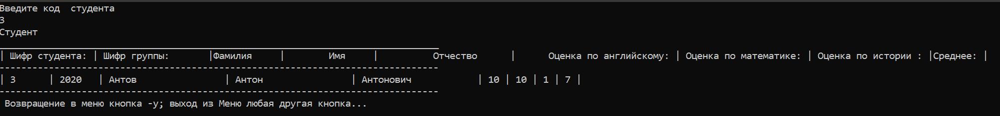 Введите код  студента
3
Студент
________________________________________________________________________________
| Шифр студента: | Шифр группы:       |Фамилия     |        Имя     |          Отчество      |      Оценка по английскому: | Оценка по математике: | Оценка по истории : |Среднее: |
--------------------------------------------------------------------------------
| 3      | 2020   | Антов                | Антон                | Антонович            | 10 | 10 | 1 | 7 |
--------------------------------------------------------------------------------
 Возвращение в меню кнопка -y; выход из Меню любая другая кнопка...